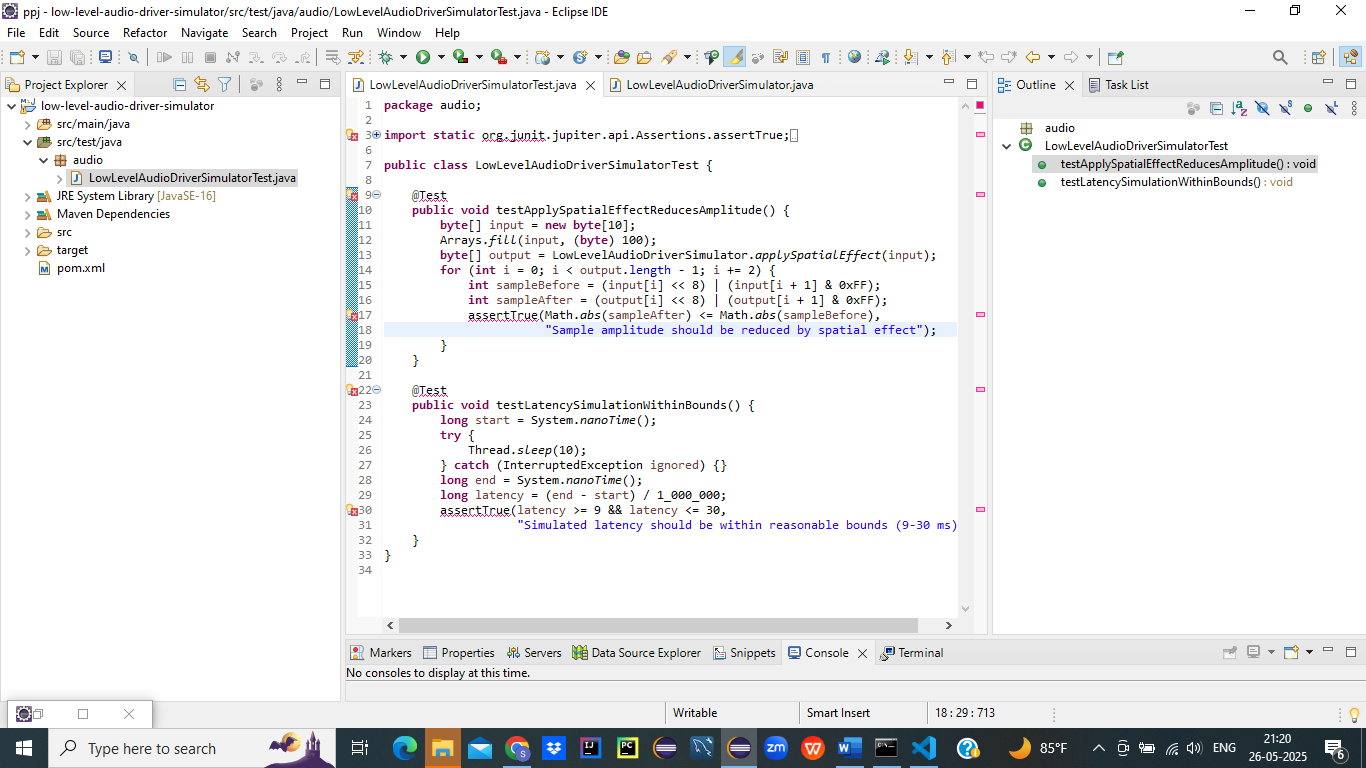 ppj - low-level-audio-driver-simulator/src/test/java/audio/LowLevelAudioDriverSimulatorTest.java - Eclipse IDE
File Edit Source Refactor Navigate Search Project Run Window Help
Project Explorer
low-level-audio-driver-simulator
src/main/java
src/test/java
audio
LowLevelAudioDriverSimulatorTest.java
JRE System Library [JavaSE-16]
Maven Dependencies
src
target
pom.xml
LowLevelAudioDriverSimulatorTest.java LowLevelAudioDriverSimulator.java
1 package audio;
2
3 import static org.junit.jupiter.api.Assertions.assertTrue;
6
7 public class LowLevelAudioDriverSimulatorTest {
8
9 @Test
10 public void testApplySpatialEffectReducesAmplitude() {
11 byte[] input = new byte[10];
12 Arrays.fill(input, (byte) 100);
13 byte[] output = LowLevelAudioDriverSimulator.applySpatialEffect(input);
14 for (int i = 0; i < output.length - 1; i += 2) {
15 int sampleBefore = (input[i] << 8) | (input[i + 1] & 0xFF);
16 int sampleAfter = (output[i] << 8) | (output[i + 1] & 0xFF);
17 assertTrue(Math.abs(sampleAfter) <= Math.abs(sampleBefore),
18 "Sample amplitude should be reduced by spatial effect");
19 }
20 }
21
22 @Test
23 public void testLatencySimulationWithinBounds() {
24 long start = System.nanoTime();
25 try {
26 Thread.sleep(10);
27 } catch (InterruptedException ignored) {}
28 long end = System.nanoTime();
29 long latency = (end - start) / 1_000_000;
30 assertTrue(latency >= 9 && latency <= 30,
31 "Simulated latency should be within reasonable bounds (9-30 ms)
32 }
33 }
34
Outline Task List
audio
LowLevelAudioDriverSimulatorTest
testApplySpatialEffectReducesAmplitude() : void
testLatencySimulationWithinBounds() : void
Markers Properties Servers Data Source Explorer Snippets Console Terminal
No consoles to display at this time.
Writable Smart Insert 18 : 29 : 713
Type here to search
85°F
ENG
21:20
26-05-2025
6